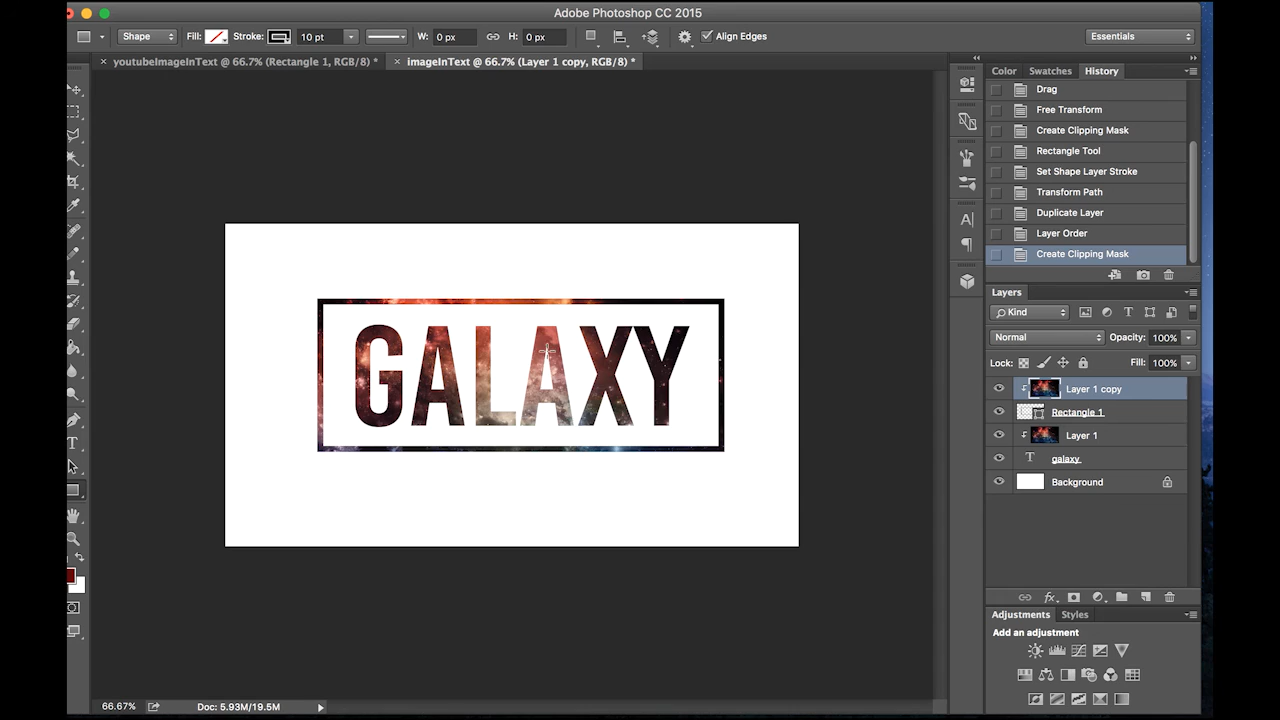 Adobe Photoshop CC 2015
Shape Fill: Stroke: 10 pt W: 0 px H: 0 px Align Edges Essentials
× youtubeImageInText @ 66.7% (Rectangle 1, RGB/8) * × imageInText @ 66.7% (Layer 1 copy, RGB/8) *
Color Swatches History
Drag
Free Transform
Create Clipping Mask
Rectangle Tool
Set Shape Layer Stroke
Transform Path
Duplicate Layer
Layer Order
Create Clipping Mask
Layers
Kind
Normal Opacity: 100%
Lock: Fill: 100%
Layer 1 copy
Rectangle 1
Layer 1
T galaxy
Background
GALAXY
Adjustments Styles
Add an adjustment
66.67% Doc: 5.93M/19.5M